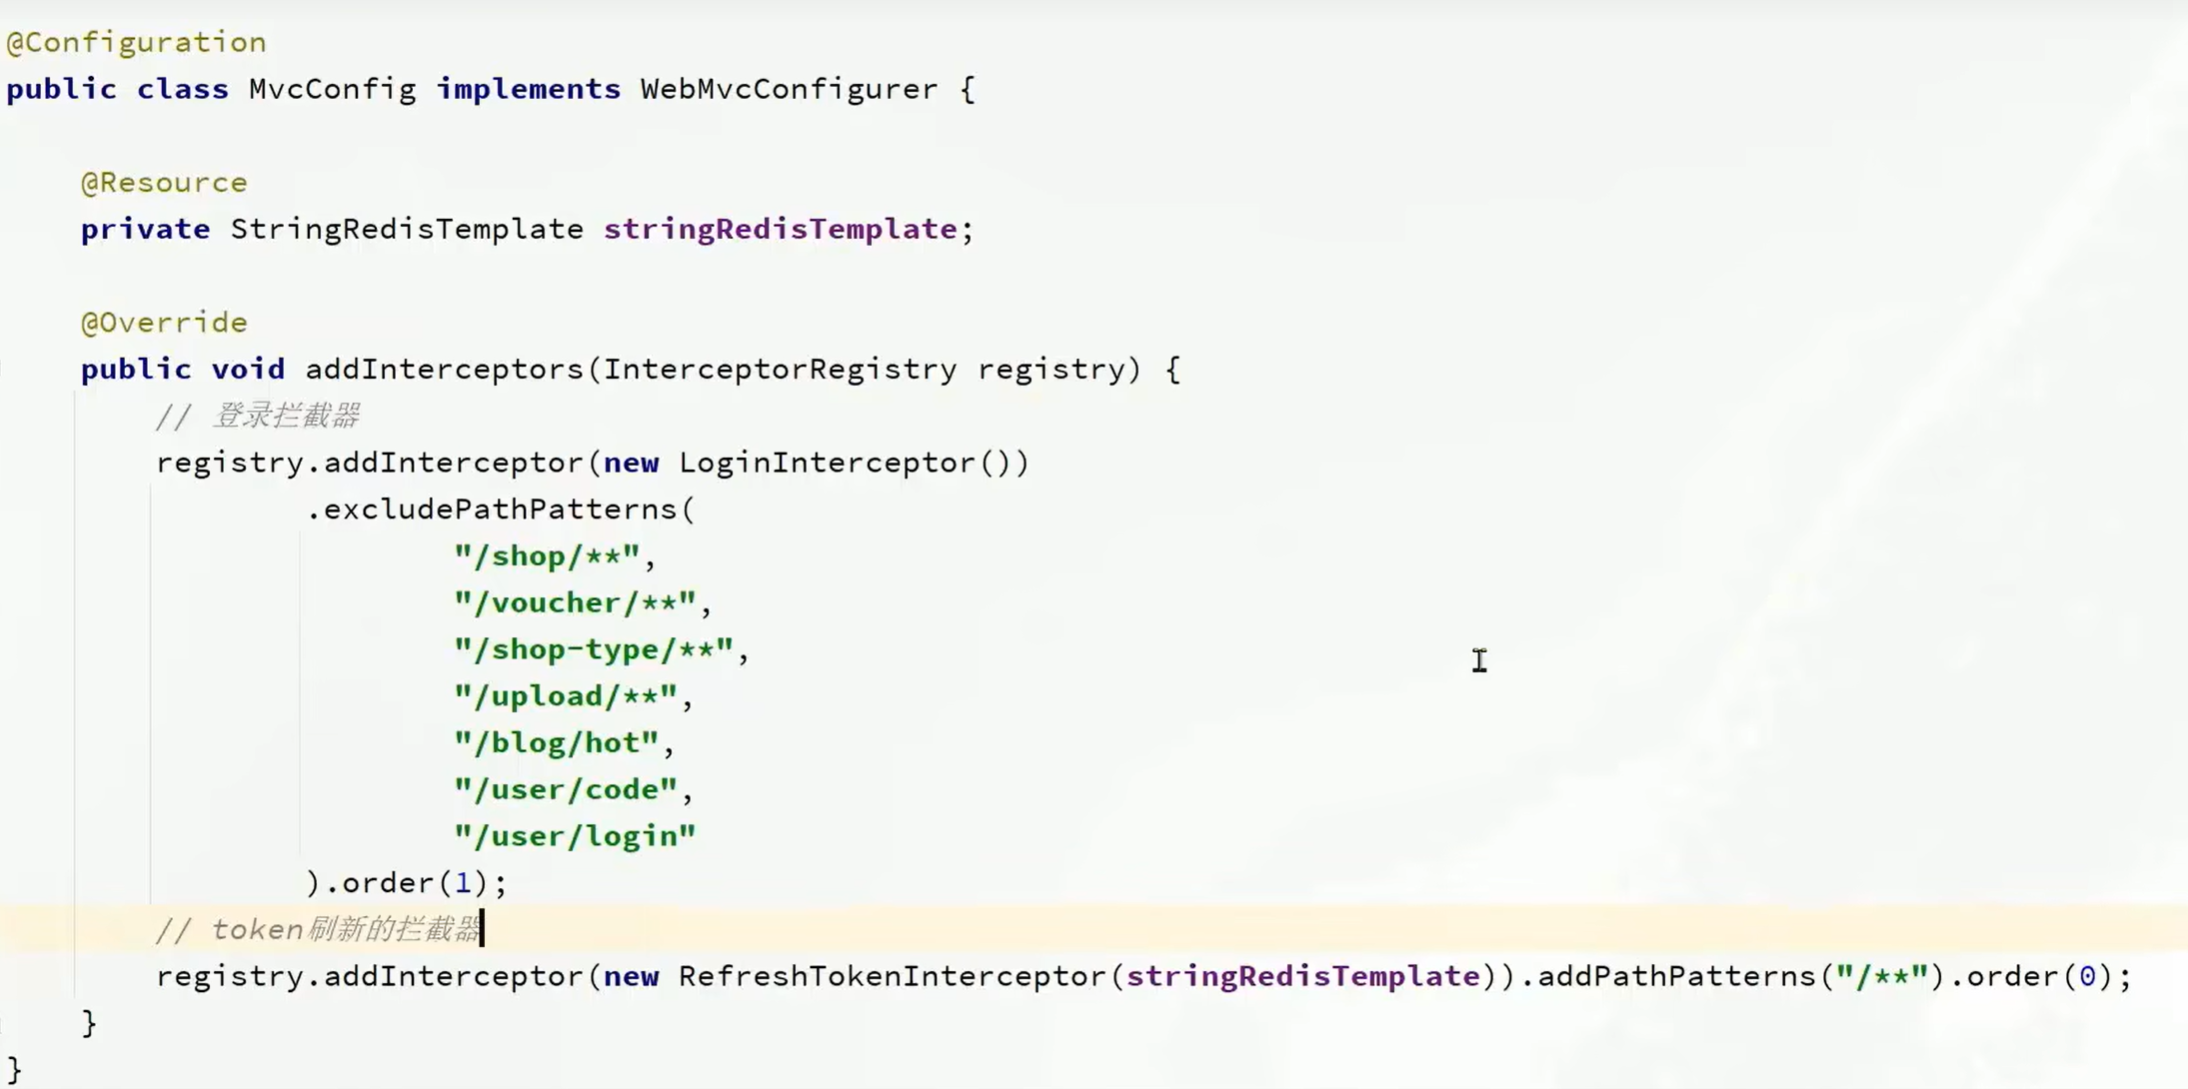 @Configuration
public class MvcConfig implements WebMvcConfigurer {
@Resource
private StringRedisTemplate stringRedisTemplate;
@Override
public void addInterceptors(InterceptorRegistry registry) {
// 登录拦截器
registry.addInterceptor(new LoginInterceptor())
.excludePathPatterns(
"/shop/**",
"/voucher/**",
"/shop-type/**",
"/upload/**",
"/blog/hot",
"/user/code",
"/user/login"
).order(1);
// token刷新的拦截器
registry.addInterceptor(new RefreshTokenInterceptor(stringRedisTemplate)).addPathPatterns("/**").order(0);
}
}